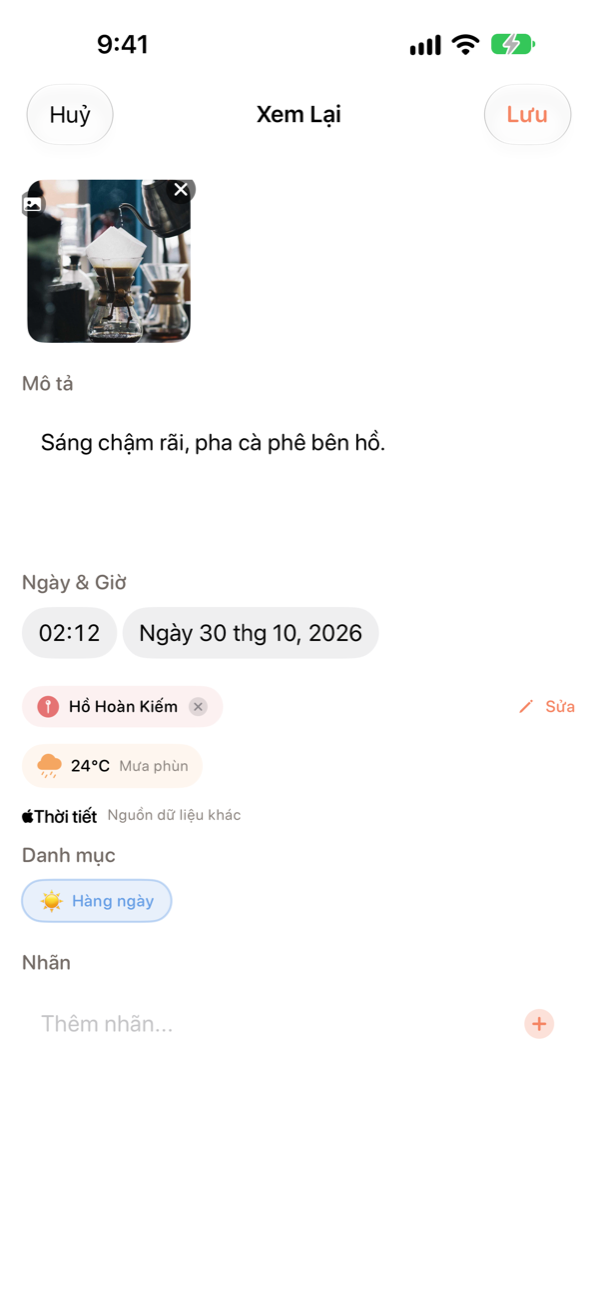 9:41
Huỷ
Xem Lại
Lưu
Mô tả
Sáng chậm rãi, pha cà phê bên hồ.
Ngày & Giờ
02:12 Ngày 30 thg 10, 2026
Hồ Hoàn Kiếm
Sửa
24°C Mưa phùn
Thời tiết Nguồn dữ liệu khác
Danh mục
Hàng ngày
Nhãn
Thêm nhãn...